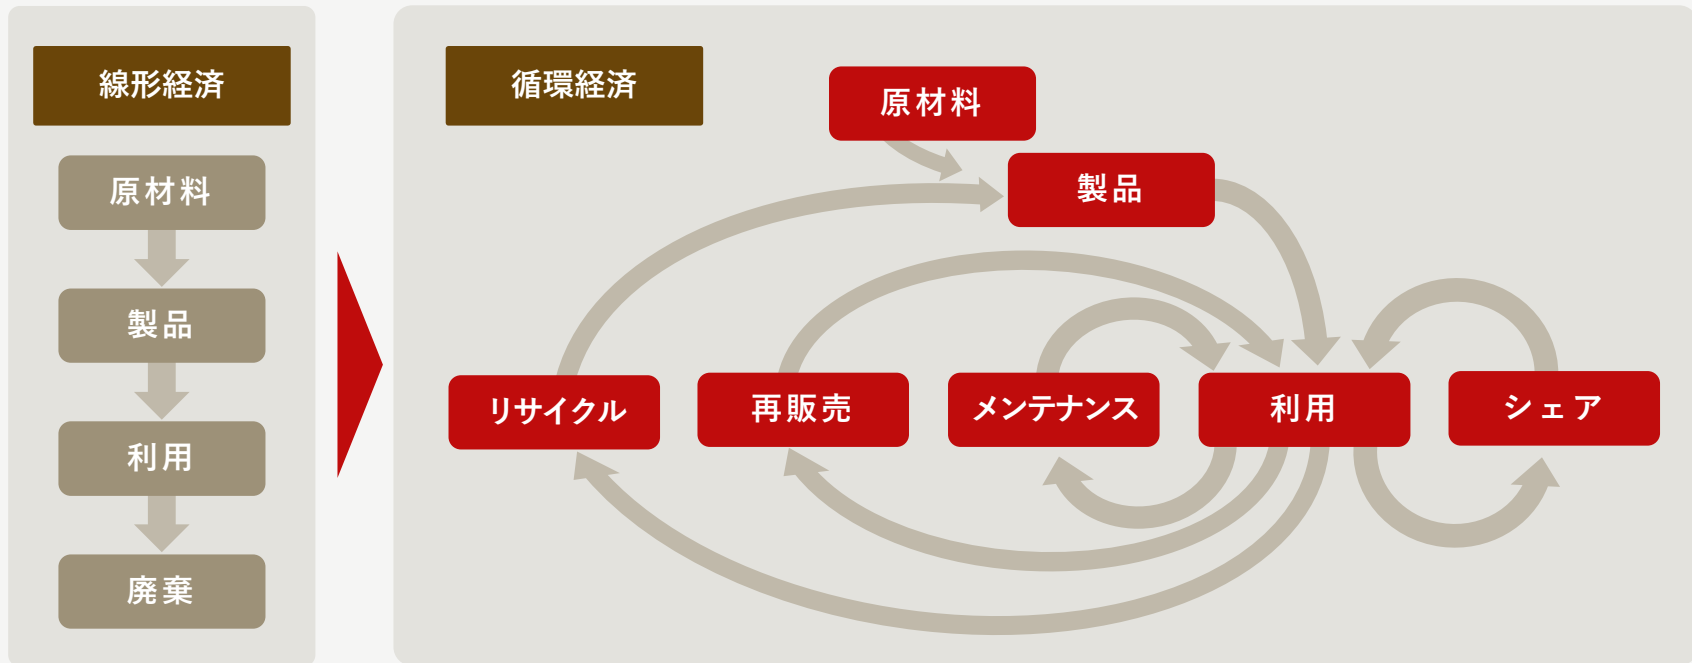 線形経済
原材料
製品
利用
廃棄
循環経済
原材料
製品
リサイクル
再販売
メンテナンス
利用
シェア